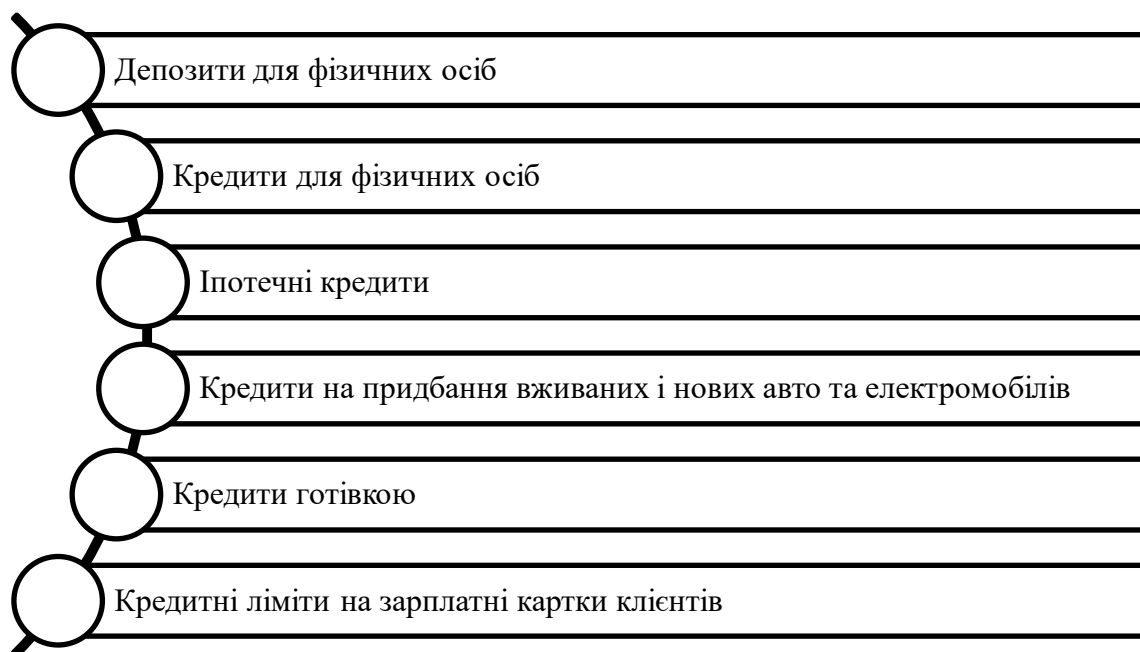 Депозити для фізичних осіб
Кредити для фізичних осіб
Іпотечні кредити
Кредити на придбання вживаних і нових авто та електромобілів
Кредити готівкою
Кредитні ліміти на зарплатні картки клієнтів